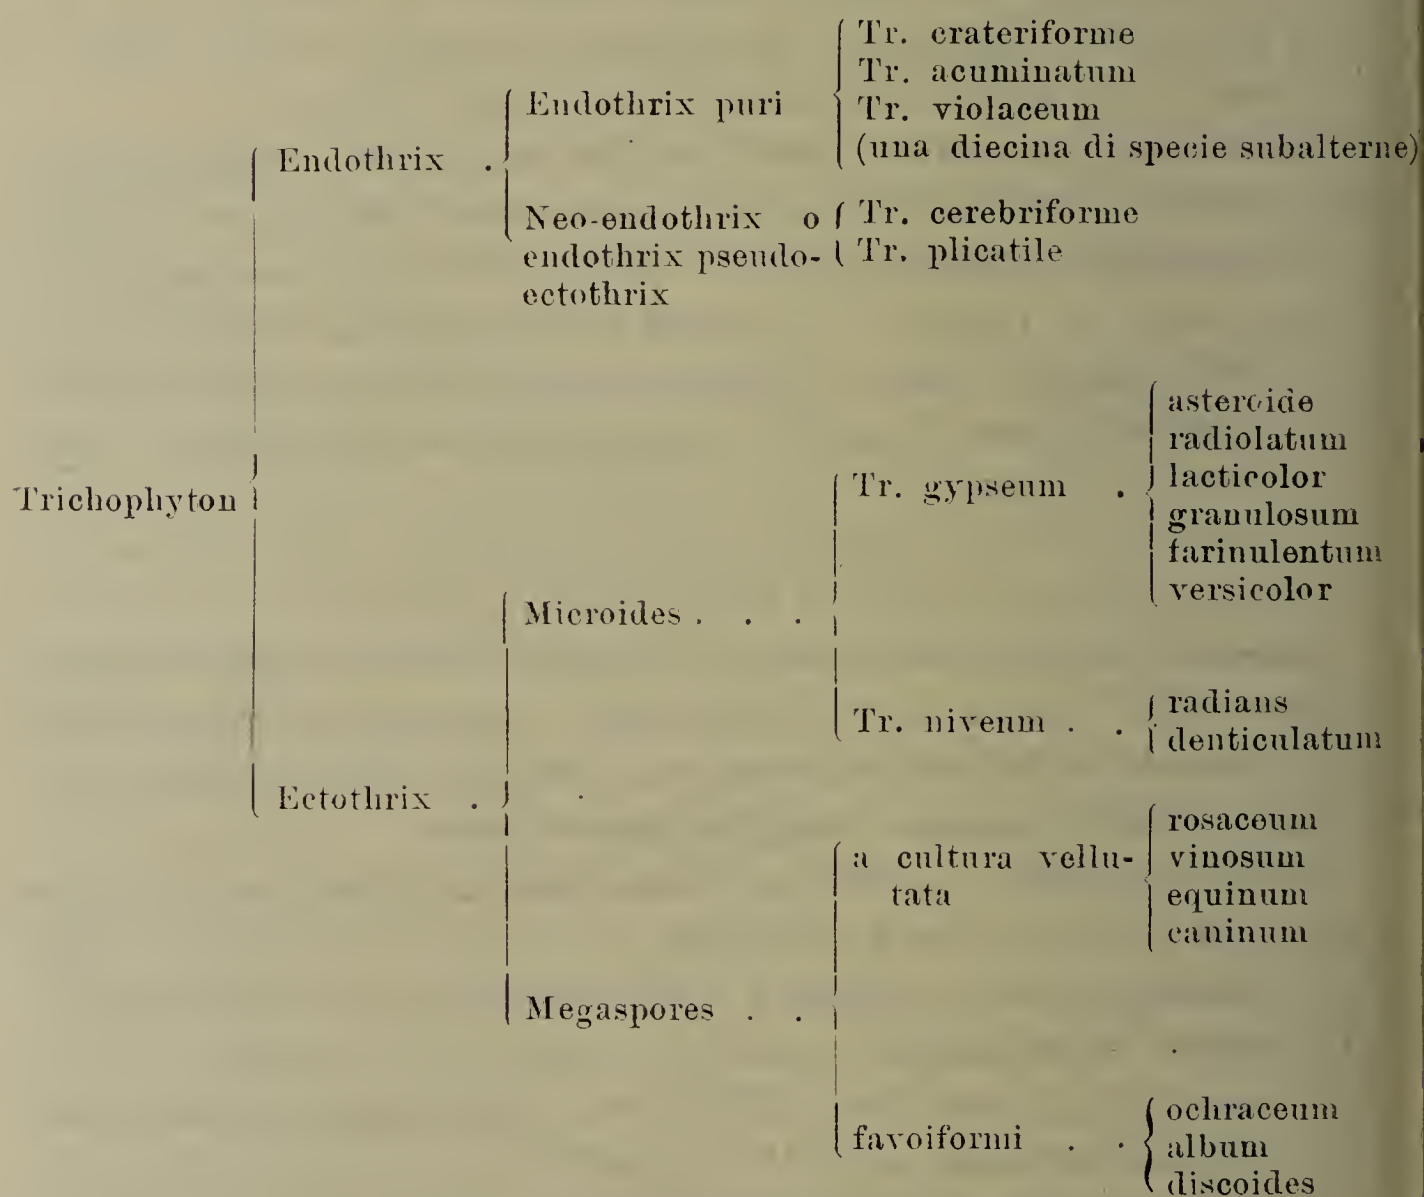 Tr. crateriforme
Tr. acuminatum
Endothrix puri
Tr. violaceum
(una diecina di specie subalterne)
Endothrix .
Neo-endothrix o
endothrix pseudo-
ectothrix
Tr. cerebriforme
Tr. plicatile
Trichophyton
asteroide
radiolatum
Tr. gypseum .
lacticolor
granulosum
farinulentum
versicolor
Microides . . .
Tr. niveum . .
radians
denticulatum
Ectothrix .
a cultura vellu-
tata
rosaceum
vinosum
equinum
caninum
Megaspores . .
favoiformi . .
ochraceum
album
discoides